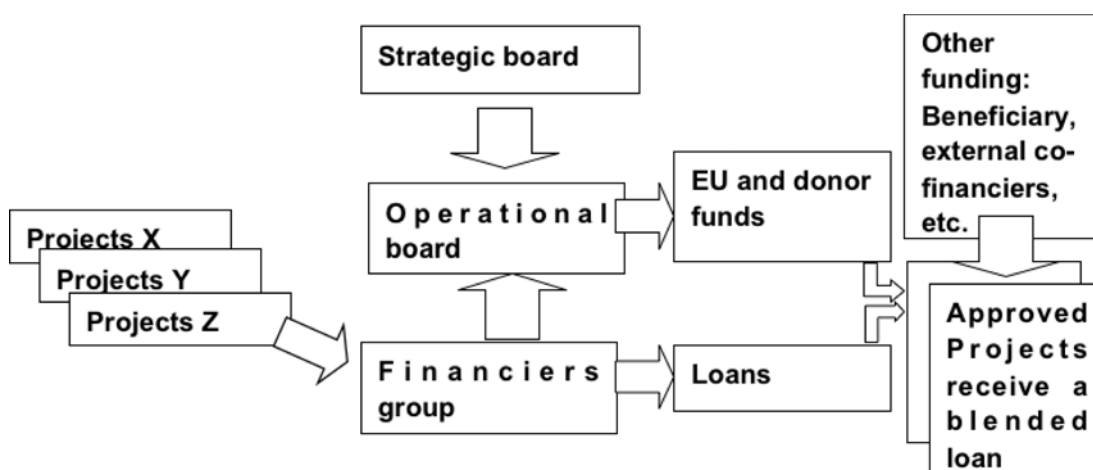 Strategic board
Other
funding:
Beneficiary,
external co-
financiers,
etc.
Operational
board
EU and donor
funds
Projects X
Projects Y
Projects Z
Financiers
group
Loans
Approved
Projects
receive a
blended
loan